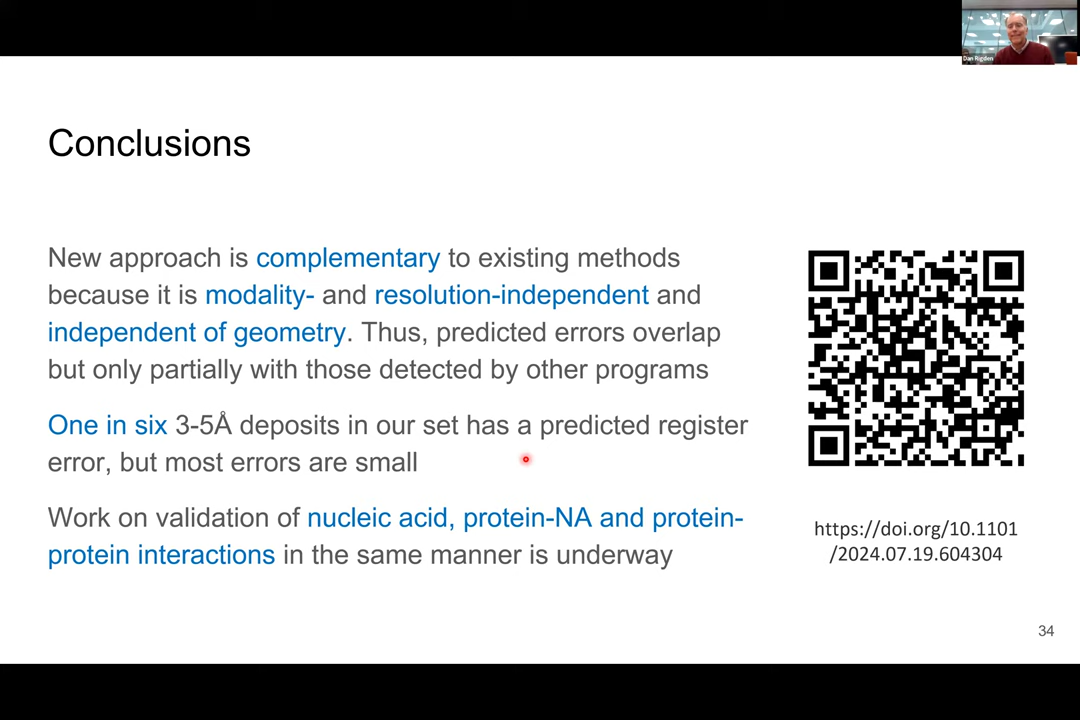 Dan Rigden
Conclusions
New approach is complementary to existing methods
because it is modality- and resolution-independent and
independent of geometry. Thus, predicted errors overlap
but only partially with those detected by other programs
One in six 3-5Å deposits in our set has a predicted register
error, but most errors are small
Work on validation of nucleic acid, protein-NA and protein-
protein interactions in the same manner is underway
https://doi.org/10.1101
/2024.07.19.604304
34